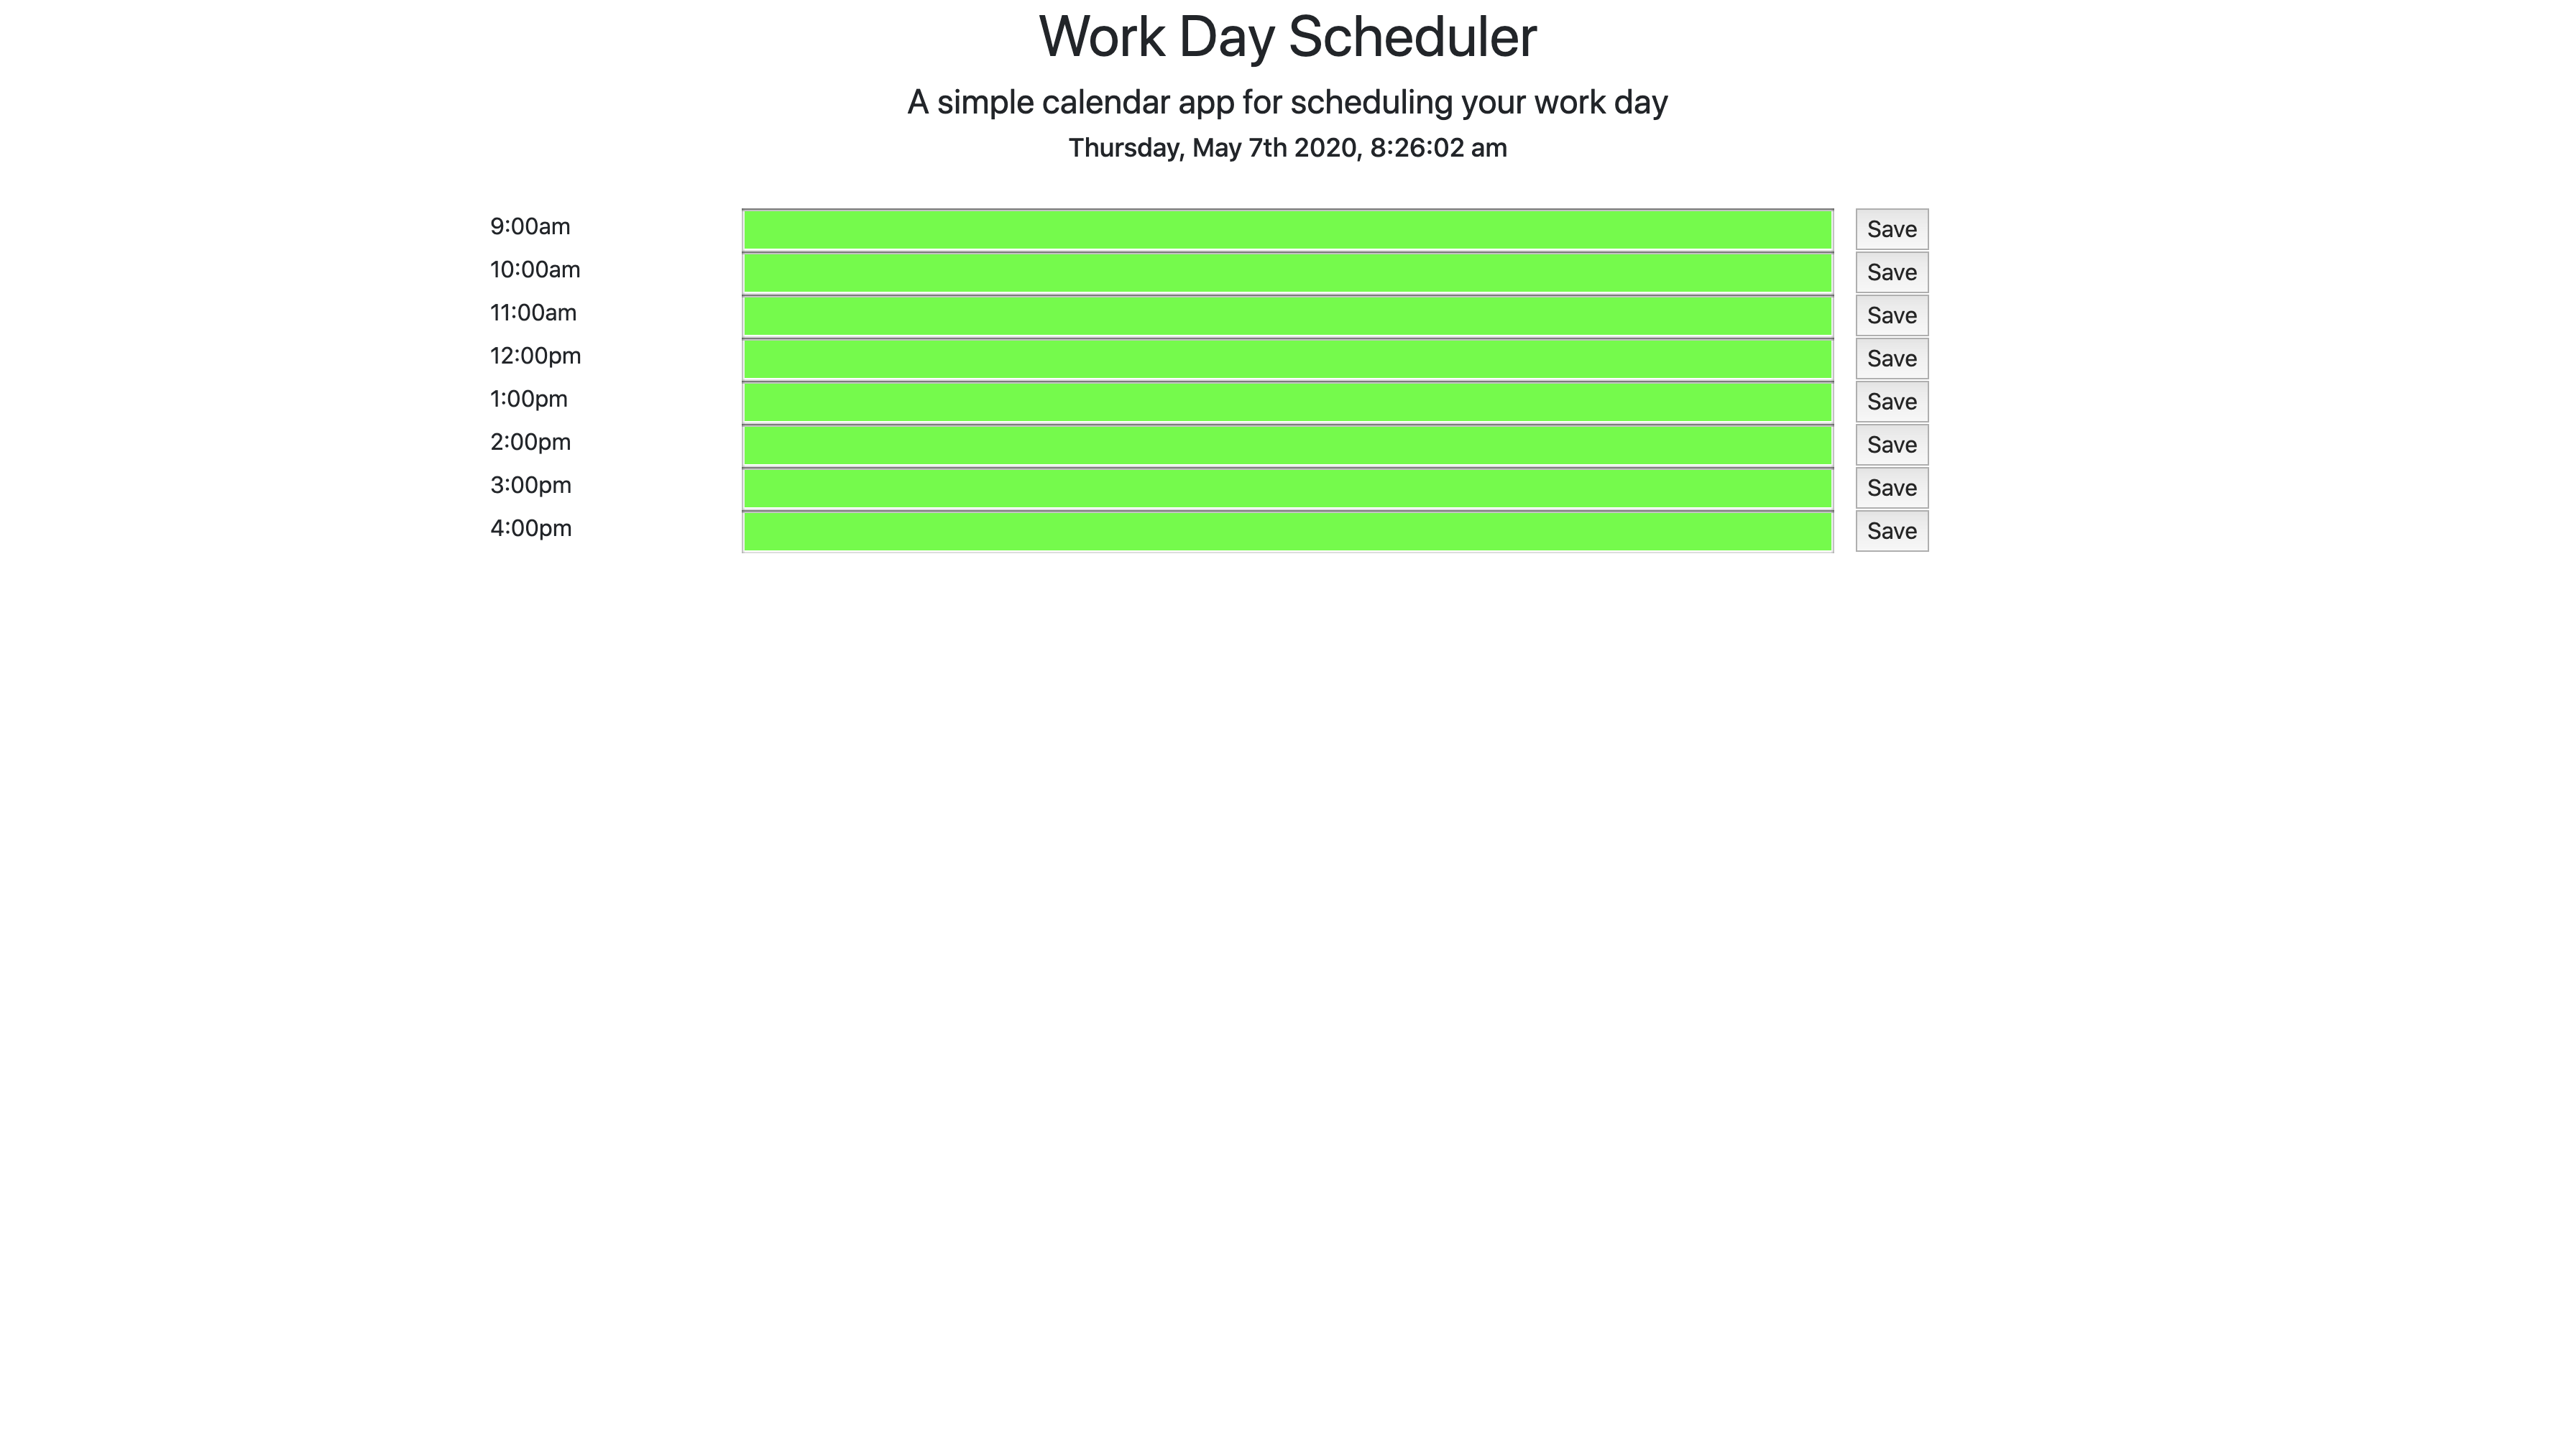 Work Day Scheduler
A simple calendar app for scheduling your work day
Thursday, May 7th 2020, 8:26:02 am
9:00am Save
10:00am Save
11:00am Save
12:00pm Save
1:00pm Save
2:00pm Save
3:00pm Save
4:00pm Save